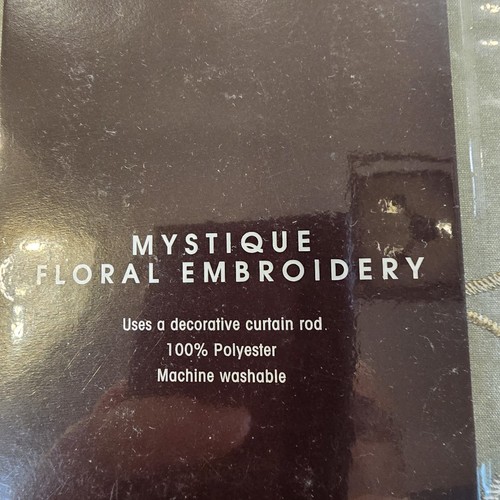 MYSTIQUE
FLORAL EMBROIDERY
Uses a decorative curtain rod.
100% Polyester
Machine washable